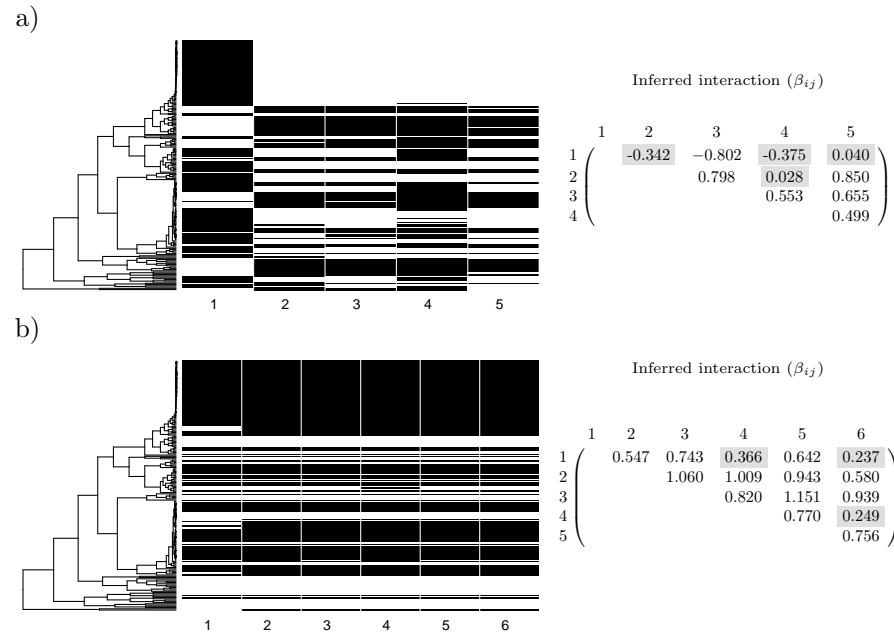 a)
Inferred interaction (βij)
1 2 3 4 5
1 -0.342 −0.802 -0.375 0.040
2 0.798 0.028 0.850
3 0.553 0.655
4 0.499
1 2 3 4 5
b)
Inferred interaction (βij)
1 2 3 4 5 6
1 0.547 0.743 0.366 0.642 0.237
2 1.060 1.009 0.943 0.580
3 0.820 1.151 0.939
4 0.770 0.249
5 0.756
1 2 3 4 5 6